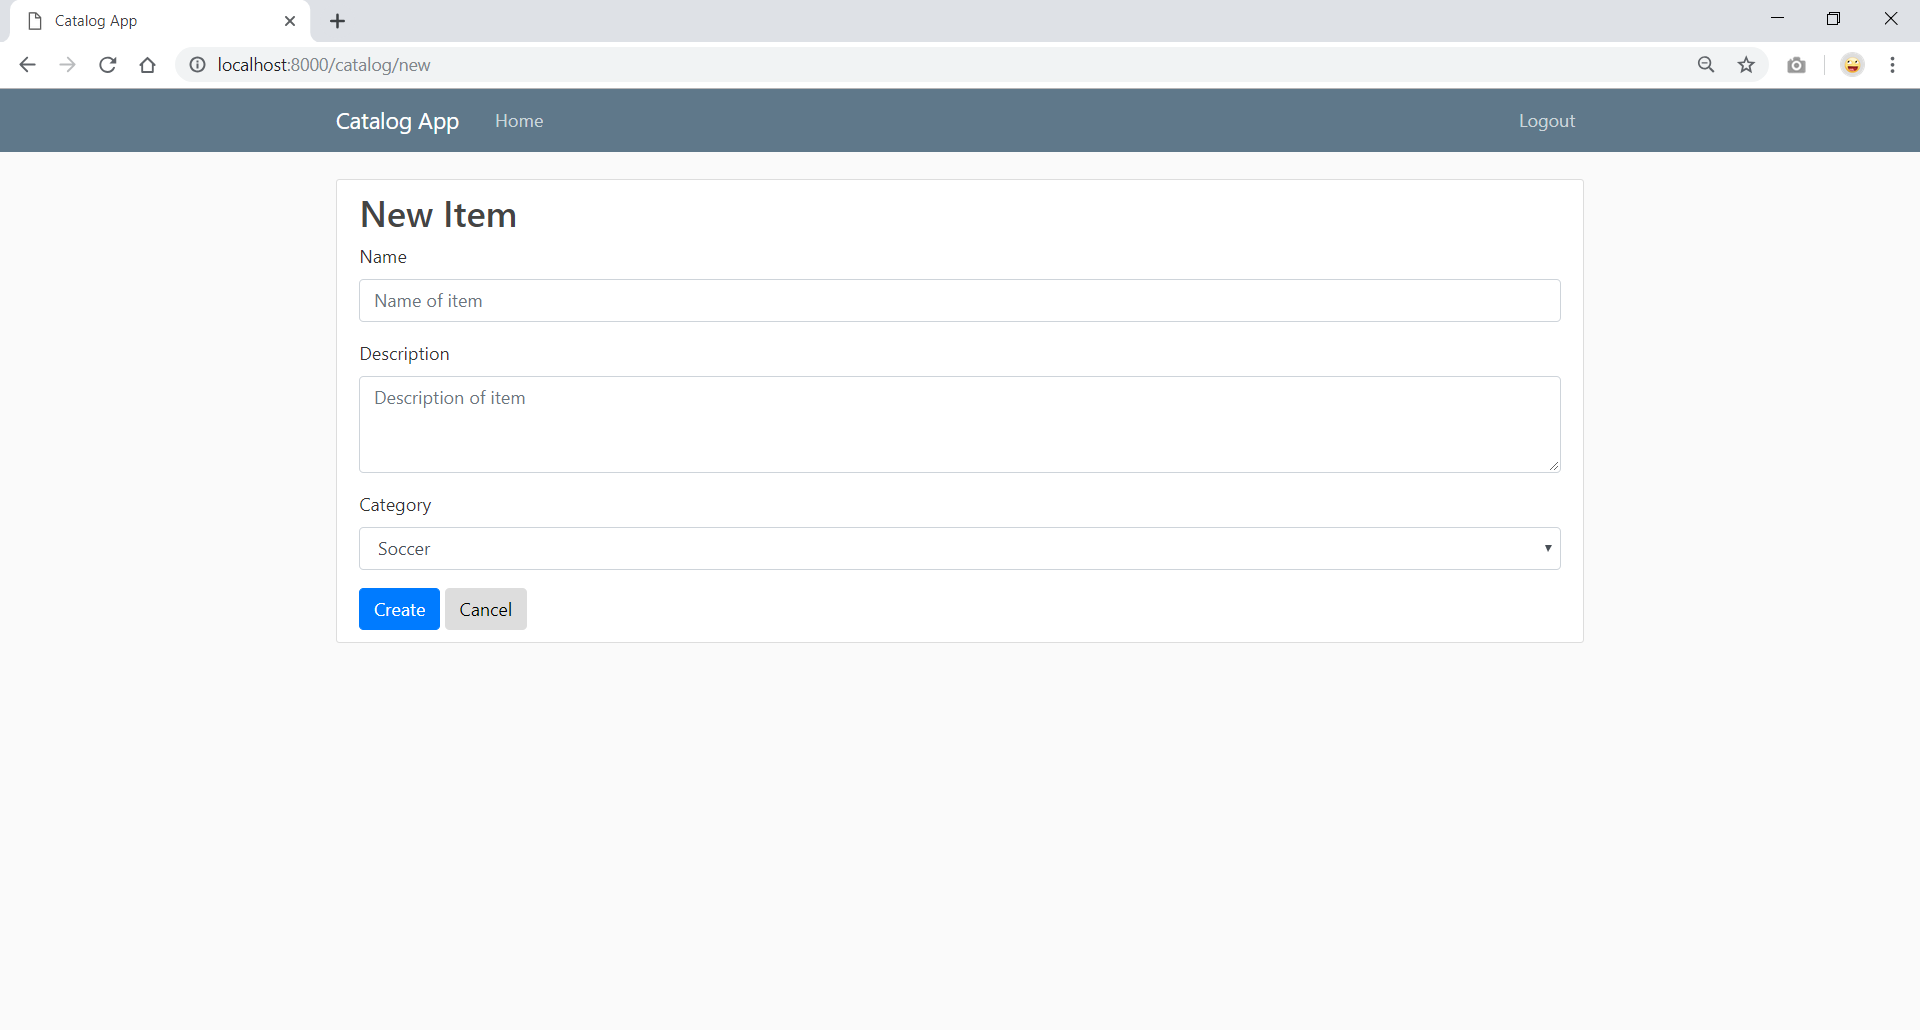 Catalog App
localhost:8000/catalog/new
Catalog App Home Logout
New Item
Name
Name of item
Description
Description of item
Category
Soccer
Create Cancel